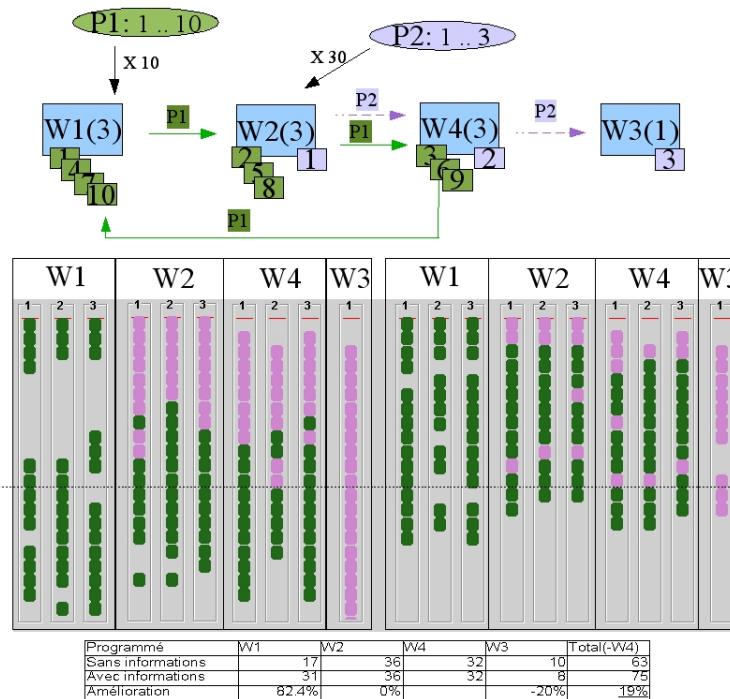 P1: 1 .. 10
P2: 1 .. 3
X 10
X 30
W1(3)
P1
W2(3)
P2
P1
W4(3)
P2
W3(1)
1
4
7
10
2
5
8
1
3
6
9
2
3
P1
W1 W2 W4 W3 W1 W2 W4 W3
1 2 3 1 2 3 1 2 3 1 1 2 3 1 2 3 1 2 3 1
Programmé W1 W2 W4 W3 Total(-W4)
Sans informations 17 36 32 10 63
Avec informations 31 36 32 8 75
Amélioration 82.4% 0% -20% 19%